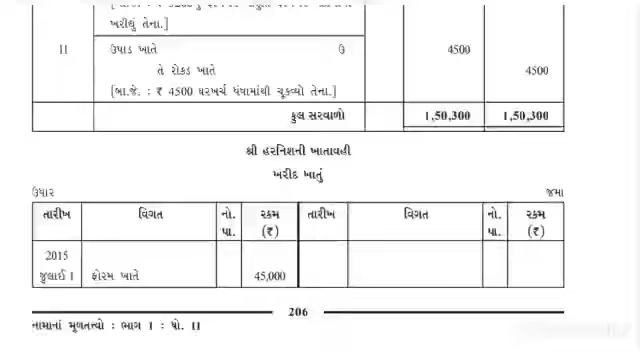 ખરીદ્યું તેના.]
11 ઉપાડ ખાતે ઉ 4500
તે રોકડ ખાતે 4500
[બા.જે. : ₹ 4500 ઘરખર્ચ ધંધામાંથી ચૂકવ્યો તેના.]
કુલ સરવાળો 1,50,300 1,50,300
શ્રી હરનિશની ખાતાવહી
ખરીદ ખાતું
ઉધાર જમા
તારીખ વિગત નો. પા. રકમ (₹) તારીખ વિગત નો. પા. રકમ (₹)
2015
જુલાઈ 1 ફોરમ ખાતે 45,000
206
નામાનાં મૂળતત્ત્વો : ભાગ 1 : ધો. 11